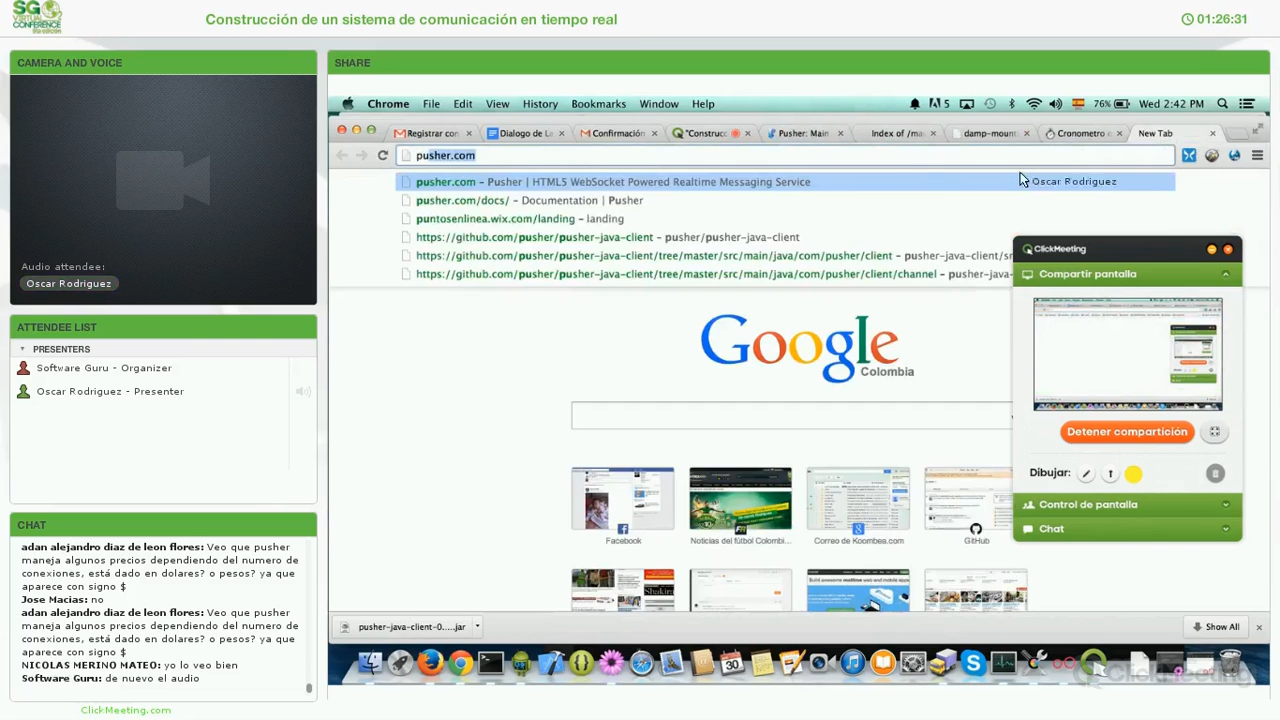 SG
VIRTUAL
CONFERENCE
Construcción de un sistema de comunicación en tiempo real
01:26:31
CAMERA AND VOICE
Audio attendee:
Oscar Rodriguez
ATTENDEE LIST
PRESENTERS
Software Guru - Organizer
Oscar Rodriguez - Presenter
CHAT
adan alejandro diaz de leon flores: Veo que pusher
maneja algunos precios dependiendo del numero de
conexiones, está dado en dolares? o pesos? ya que
aparece con signo $
Jose Macias: no
adan alejandro diaz de leon flores: Veo que pusher
maneja algunos precios dependiendo del numero de
conexiones, está dado en dolares? o pesos? ya que
aparece con signo $
NICOLAS MERINO MATEO: yo lo veo bien
Software Guru: de nuevo el audio
ClickMeeting.com
SHARE
Chrome File Edit View History Bookmarks Window Help
5 76% Wed 2:42 PM
Registrar con
Dialogo de Le
Confirmación
"Construcc
Pusher: Main
Index of /ma
damp-mount
Cronometro e
New Tab
pusher.com
pusher.com – Pusher | HTML5 WebSocket Powered Realtime Messaging Service
Oscar Rodriguez
pusher.com/docs/ – Documentation | Pusher
puntosenlinea.wix.com/landing – landing
https://github.com/pusher/pusher-java-client – pusher/pusher-java-client
https://github.com/pusher/pusher-java-client/tree/master/src/main/java/com/pusher/client – pusher-java-client/sr
https://github.com/pusher/pusher-java-client/tree/master/src/main/java/com/pusher/client/channel – pusher-java-
Google
Colombia
Facebook
Noticias del fútbol Colombi...
Correo de Koombea.com
GitHub
ClickMeeting
Compartir pantalla
Detener compartición
Dibujar:
Control de pantalla
Chat
pusher-java-client-0.....jar
Show All
ClickMeeting